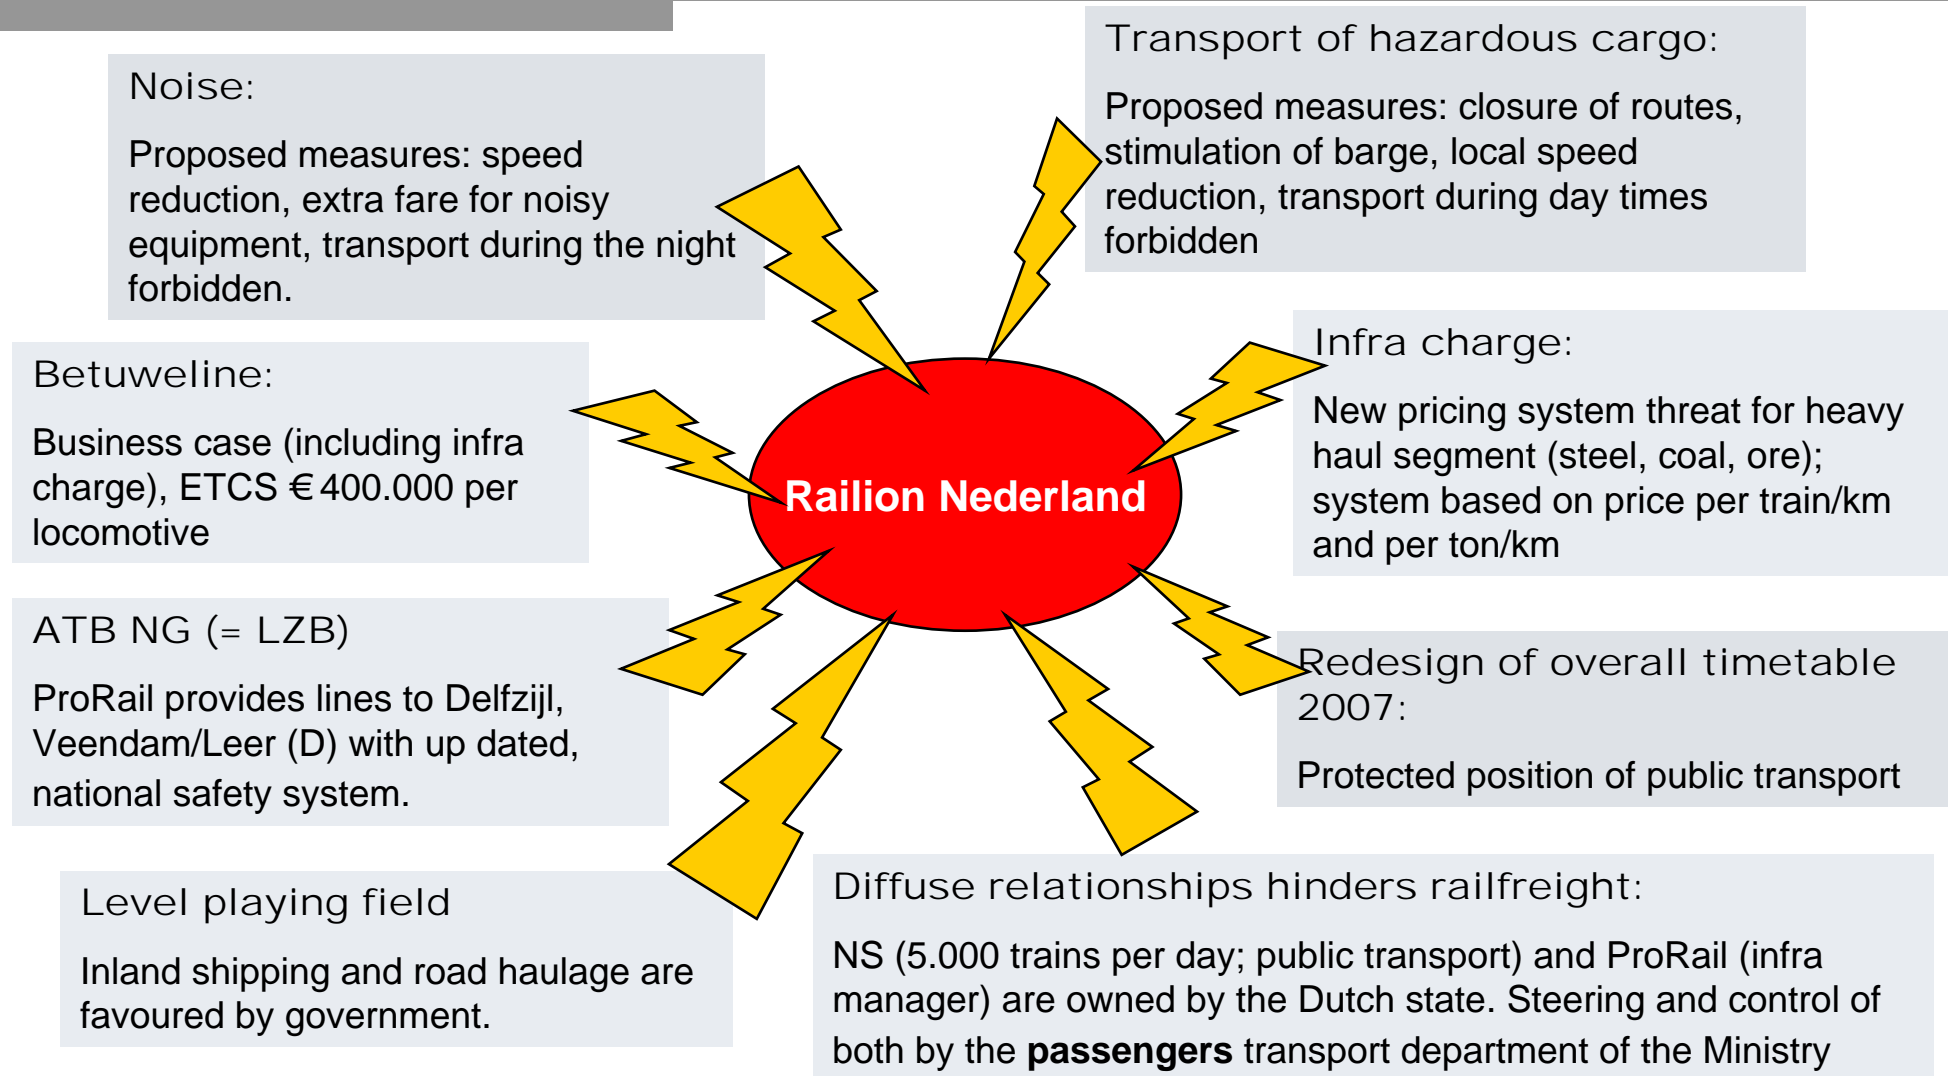 Noise:
Proposed measures: speed
reduction, extra fare for noisy
equipment, transport during the night
forbidden.
Transport of hazardous cargo:
Proposed measures: closure of routes,
stimulation of barge, local speed
reduction, transport during day times
forbidden
Betuweline:
Business case (including infra
charge), ETCS € 400.000 per
locomotive
Infra charge:
New pricing system threat for heavy
haul segment (steel, coal, ore);
system based on price per train/km
and per ton/km
Railion Nederland
ATB NG (= LZB)
ProRail provides lines to Delfzijl,
Veendam/Leer (D) with up dated,
national safety system.
Redesign of overall timetable
2007:
Protected position of public transport
Level playing field
Inland shipping and road haulage are
favoured by government.
Diffuse relationships hinders railfreight:
NS (5.000 trains per day; public transport) and ProRail (infra
manager) are owned by the Dutch state. Steering and control of
both by the passengers transport department of the Ministry